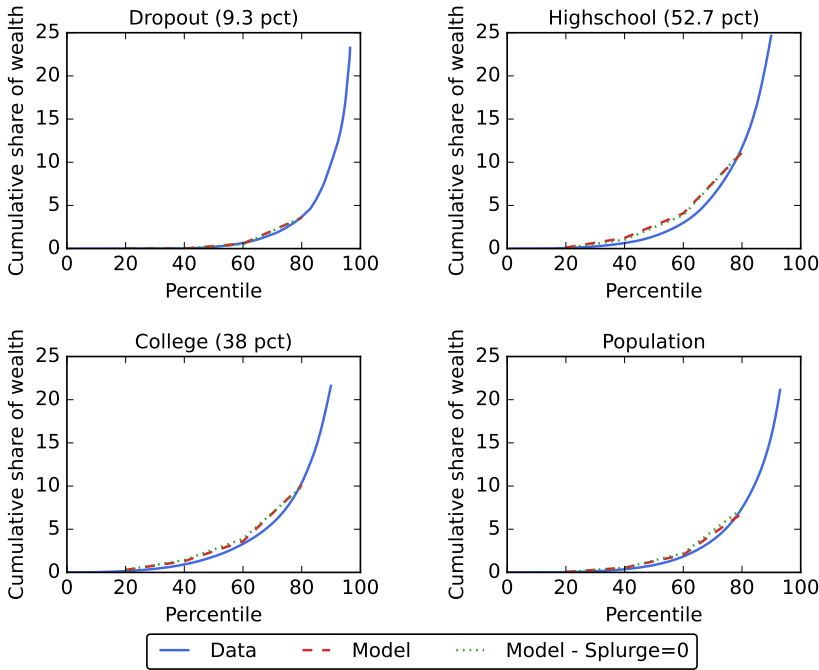 Dropout (9.3 pct)
Cumulative share of wealth
25
20
15
10
5
0
0 20 40 60 80 100
Percentile
Highschool (52.7 pct)
Cumulative share of wealth
25
20
15
10
5
0
0 20 40 60 80 100
Percentile
College (38 pct)
Cumulative share of wealth
25
20
15
10
5
0
0 20 40 60 80 100
Percentile
Population
Cumulative share of wealth
25
20
15
10
5
0
0 20 40 60 80 100
Percentile
Data Model Model - Splurge=0